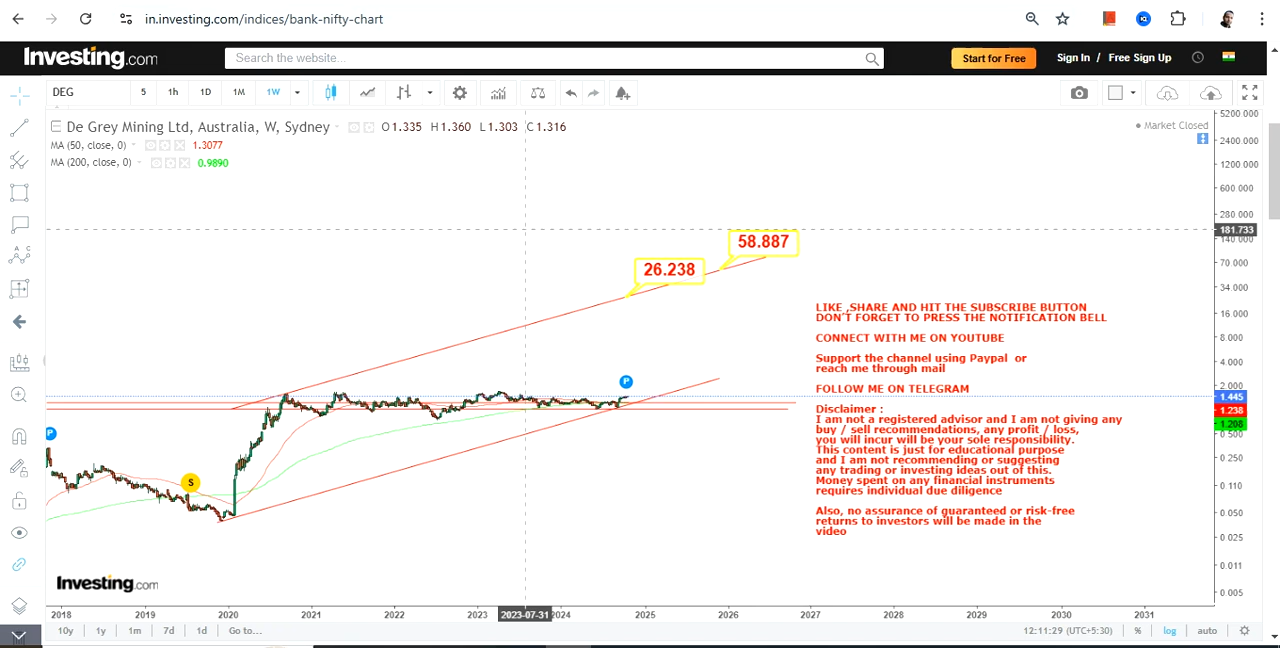 in.investing.com/indices/bank-nifty-chart
Investing.com
Search the website...
Start for Free
Sign In / Free Sign Up
DEG
5 1h 1D 1M 1W
De Grey Mining Ltd, Australia, W, Sydney O1.335 H1.360 L1.303 C1.316
Market Closed
MA (50, close, 0) 1.3077
MA (200, close, 0) 0.9890
5200.000
2400.000
1200.000
600.000
280.000
181.733
140.000
70.000
34.000
16.000
8.000
4.000
2.000
1.445
1.238
1.208
0.500
0.250
0.110
0.050
0.025
0.011
0.005
58.887
26.238
P
P
S
LIKE ,SHARE AND HIT THE SUBSCRIBE BUTTON
DON'T FORGET TO PRESS THE NOTIFICATION BELL
CONNECT WITH ME ON YOUTUBE
Support the channel using Paypal or
reach me through mail
FOLLOW ME ON TELEGRAM
Disclaimer :
I am not a registered advisor and I am not giving any
buy / sell recommendations, any profit / loss,
you will incur will be your sole responsibility.
This content is just for educational purpose
and I am not recommending or suggesting
any trading or investing ideas out of this.
Money spent on any financial instruments
requires individual due diligence
Also, no assurance of guaranteed or risk-free
returns to investors will be made in the
video
Investing.com
2018 2019 2020 2021 2022 2023 2023-07-31 2024 2025 2026 2027 2028 2029 2030 2031
10y 1y 1m 7d 1d Go to...
12:11:29 (UTC+5:30) % log auto